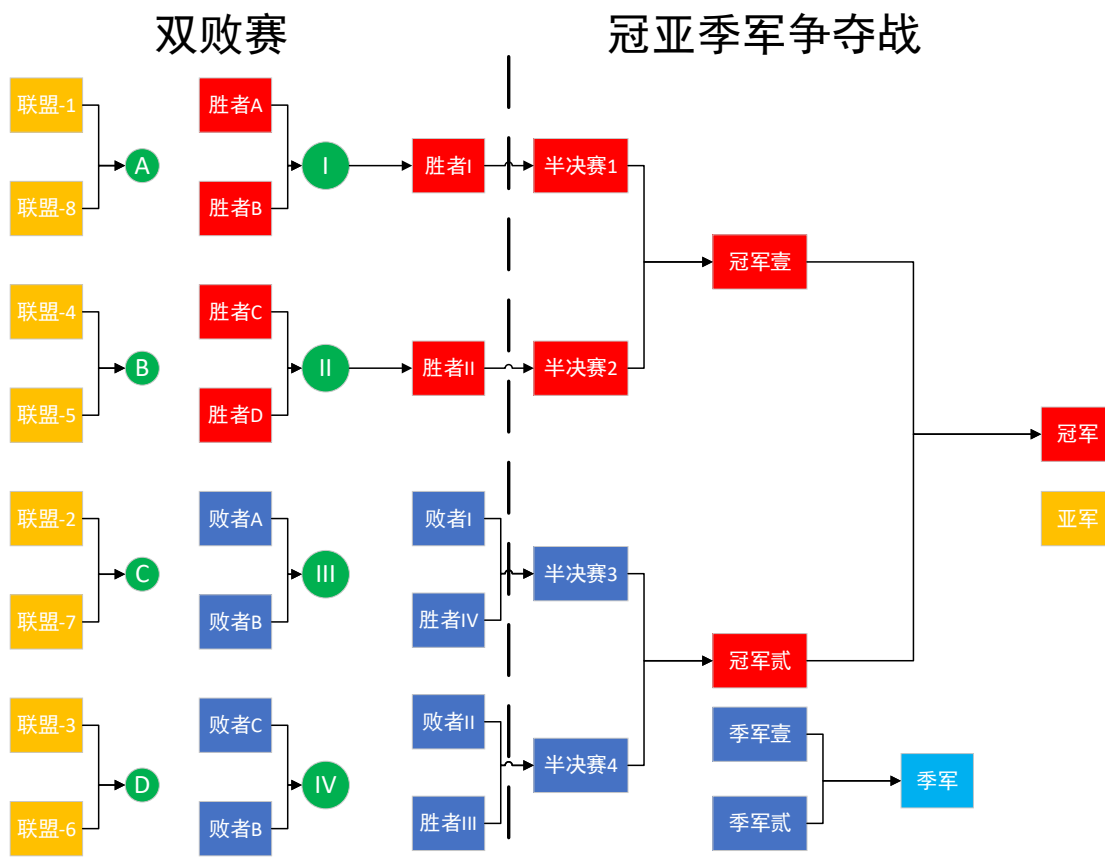 双败赛
冠亚季军争夺战
联盟-1
联盟-8
A
胜者A
胜者B
I
胜者I
半决赛1
联盟-4
联盟-5
B
胜者C
胜者D
II
胜者II
半决赛2
冠军壹
联盟-2
联盟-7
C
败者A
败者B
III
败者I
胜者IV
半决赛3
联盟-3
联盟-6
D
败者C
败者B
IV
败者II
胜者III
半决赛4
冠军贰
季军壹
季军贰
季军
冠军
亚军